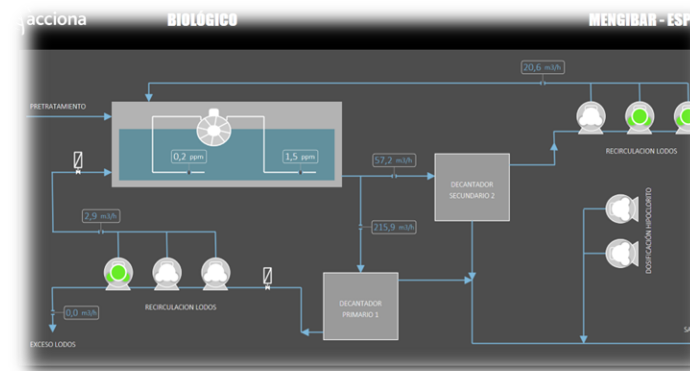 acciona
BIOLÓGICO
MENGIBAR - ESP
20,6 m3/h
PRETRATAMIENTO
0,2 ppm
1,5 ppm
57,2 m3/h
RECIRCULACION LODOS
DECANTADOR
SECUNDARIO 2
2,9 m3/h
215,9 m3/h
DOSIFICACIÓN HIPOCLORITO
RECIRCULACION LODOS
DECANTADOR
PRIMARIO 1
0,0 m3/h
EXCESO LODOS
SA